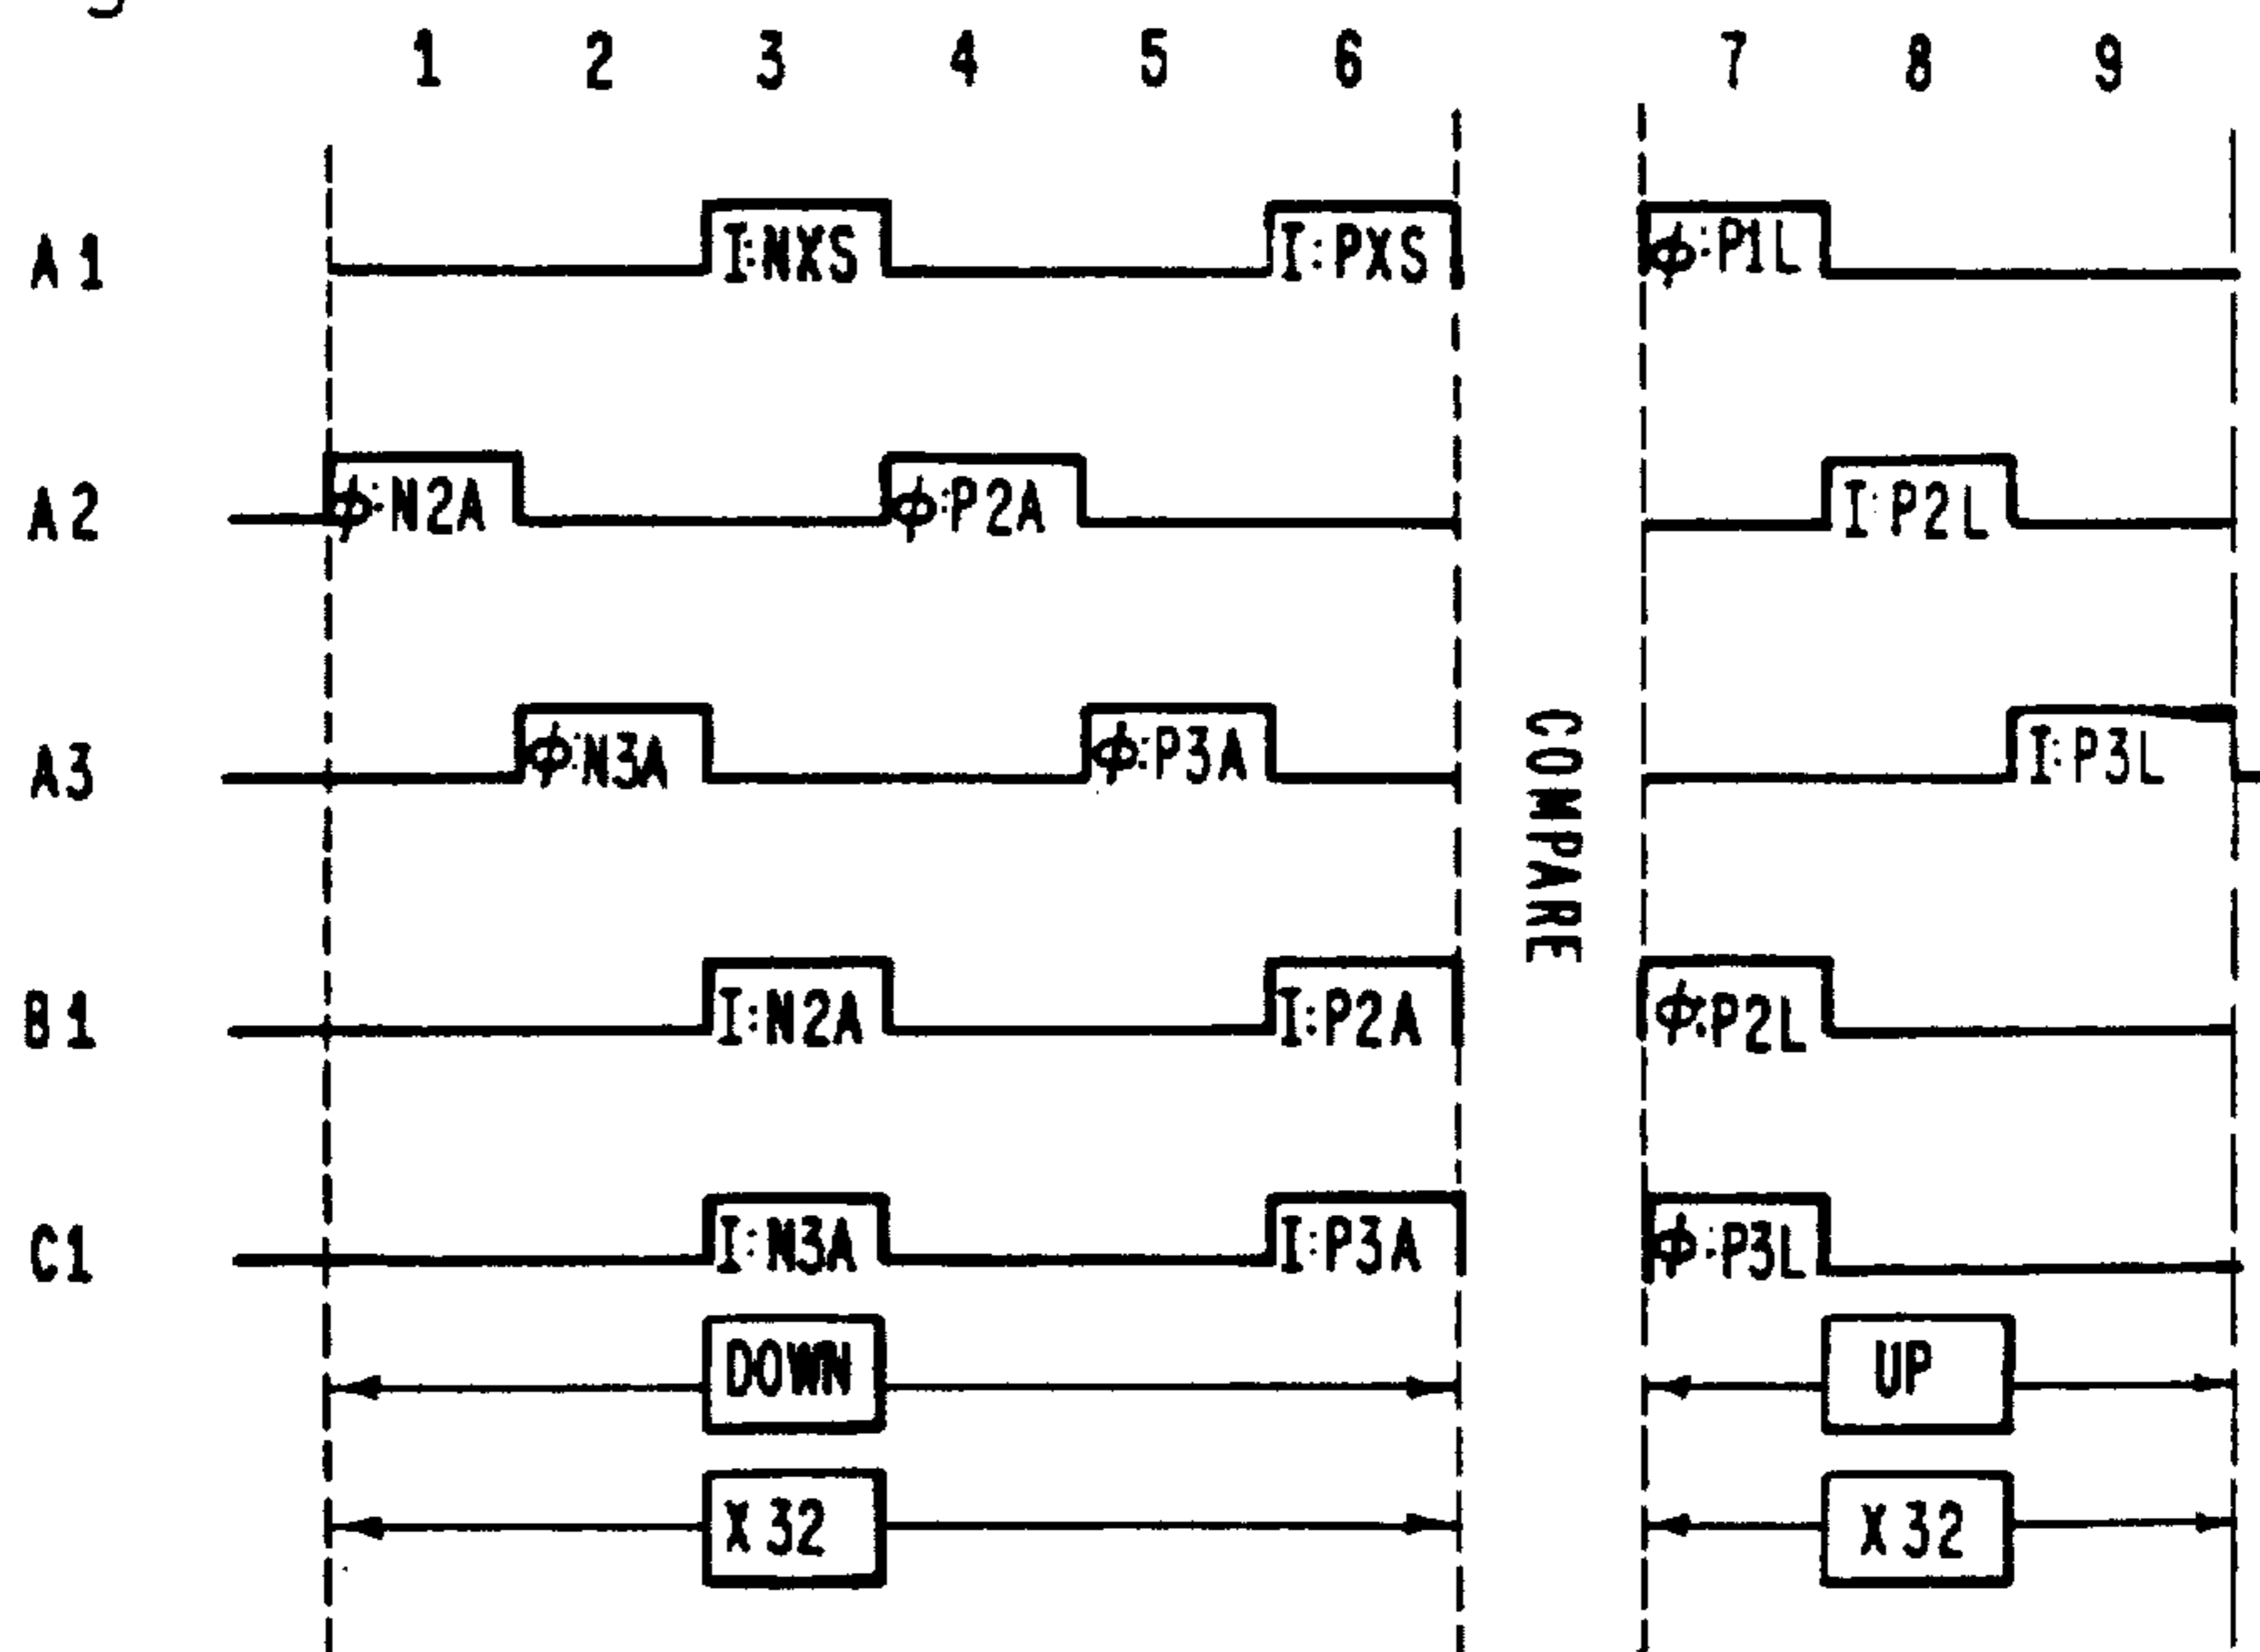 1 2 3 4 5 6 7 8 9
A1 I:NXS I:PXS ϕ:P1L
A2 ϕ:N2A ϕ:P2A I:P2L
A3 ϕ:N3A ϕ:P3A I:P3L
COMPARE
B1 I:N2A I:P2A ϕ:P2L
C1 I:N3A I:P3A ϕ:P3L
DOWN UP
X32 X32